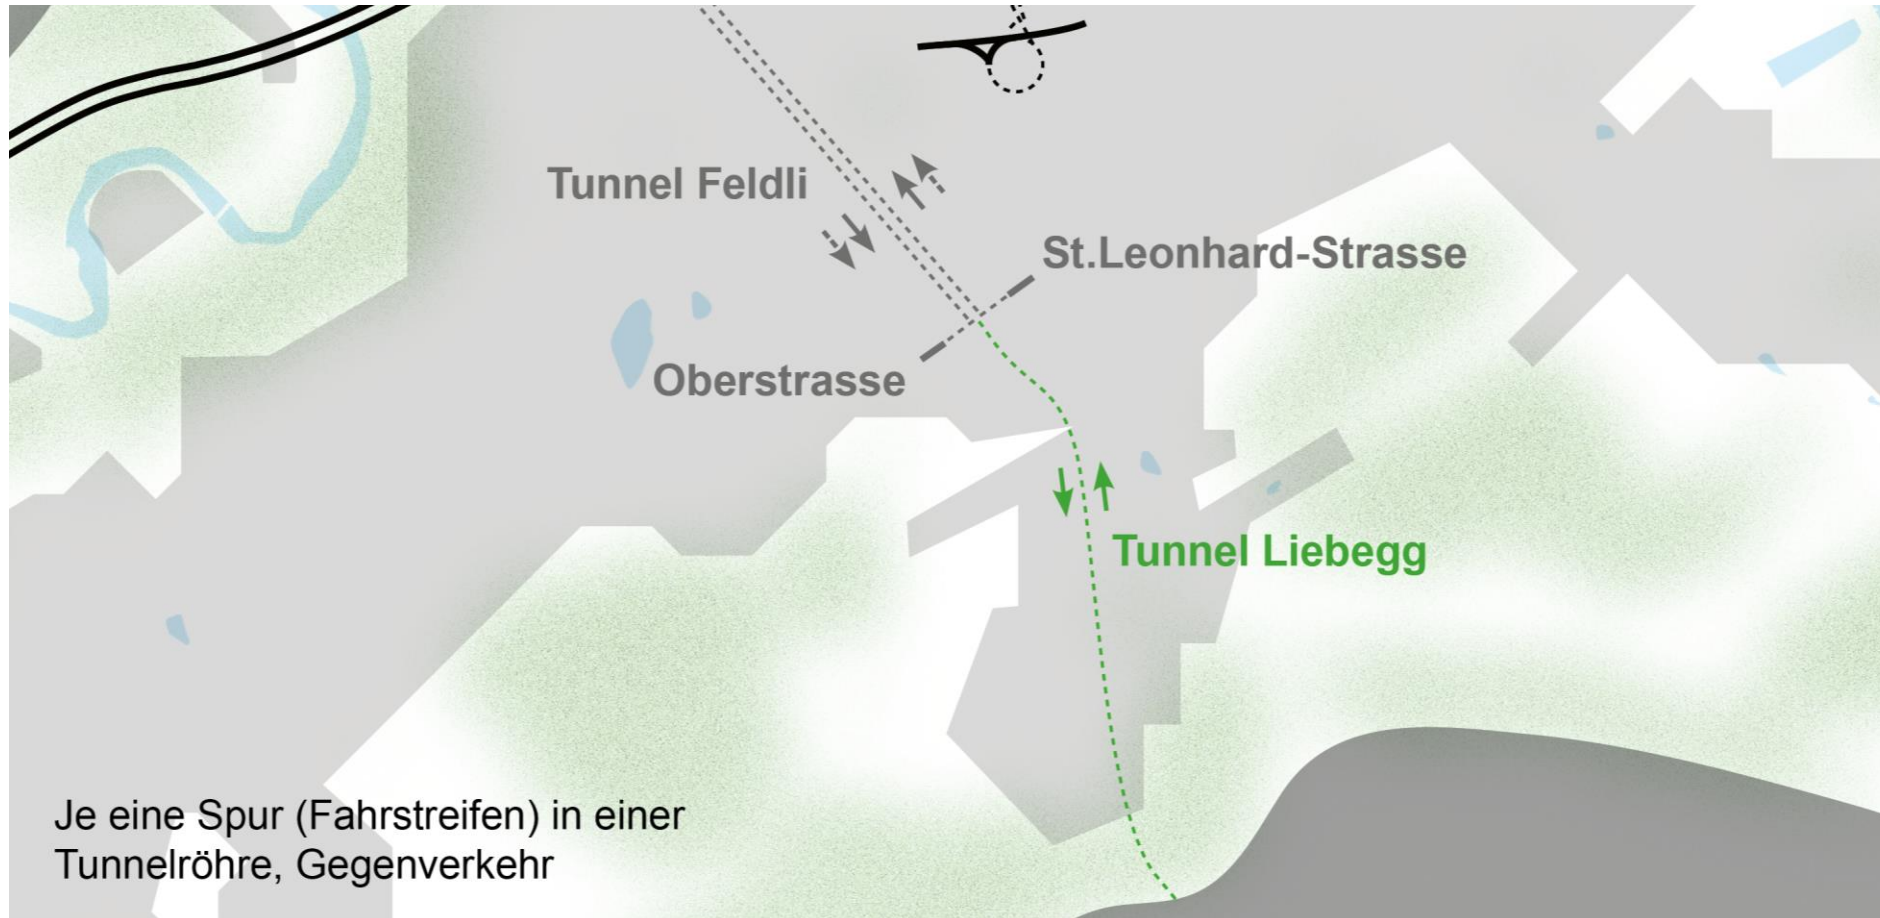 Tunnel Feldli
St.Leonhard-Strasse
Oberstrasse
Tunnel Liebegg
Je eine Spur (Fahrstreifen) in einer
Tunnelröhre, Gegenverkehr